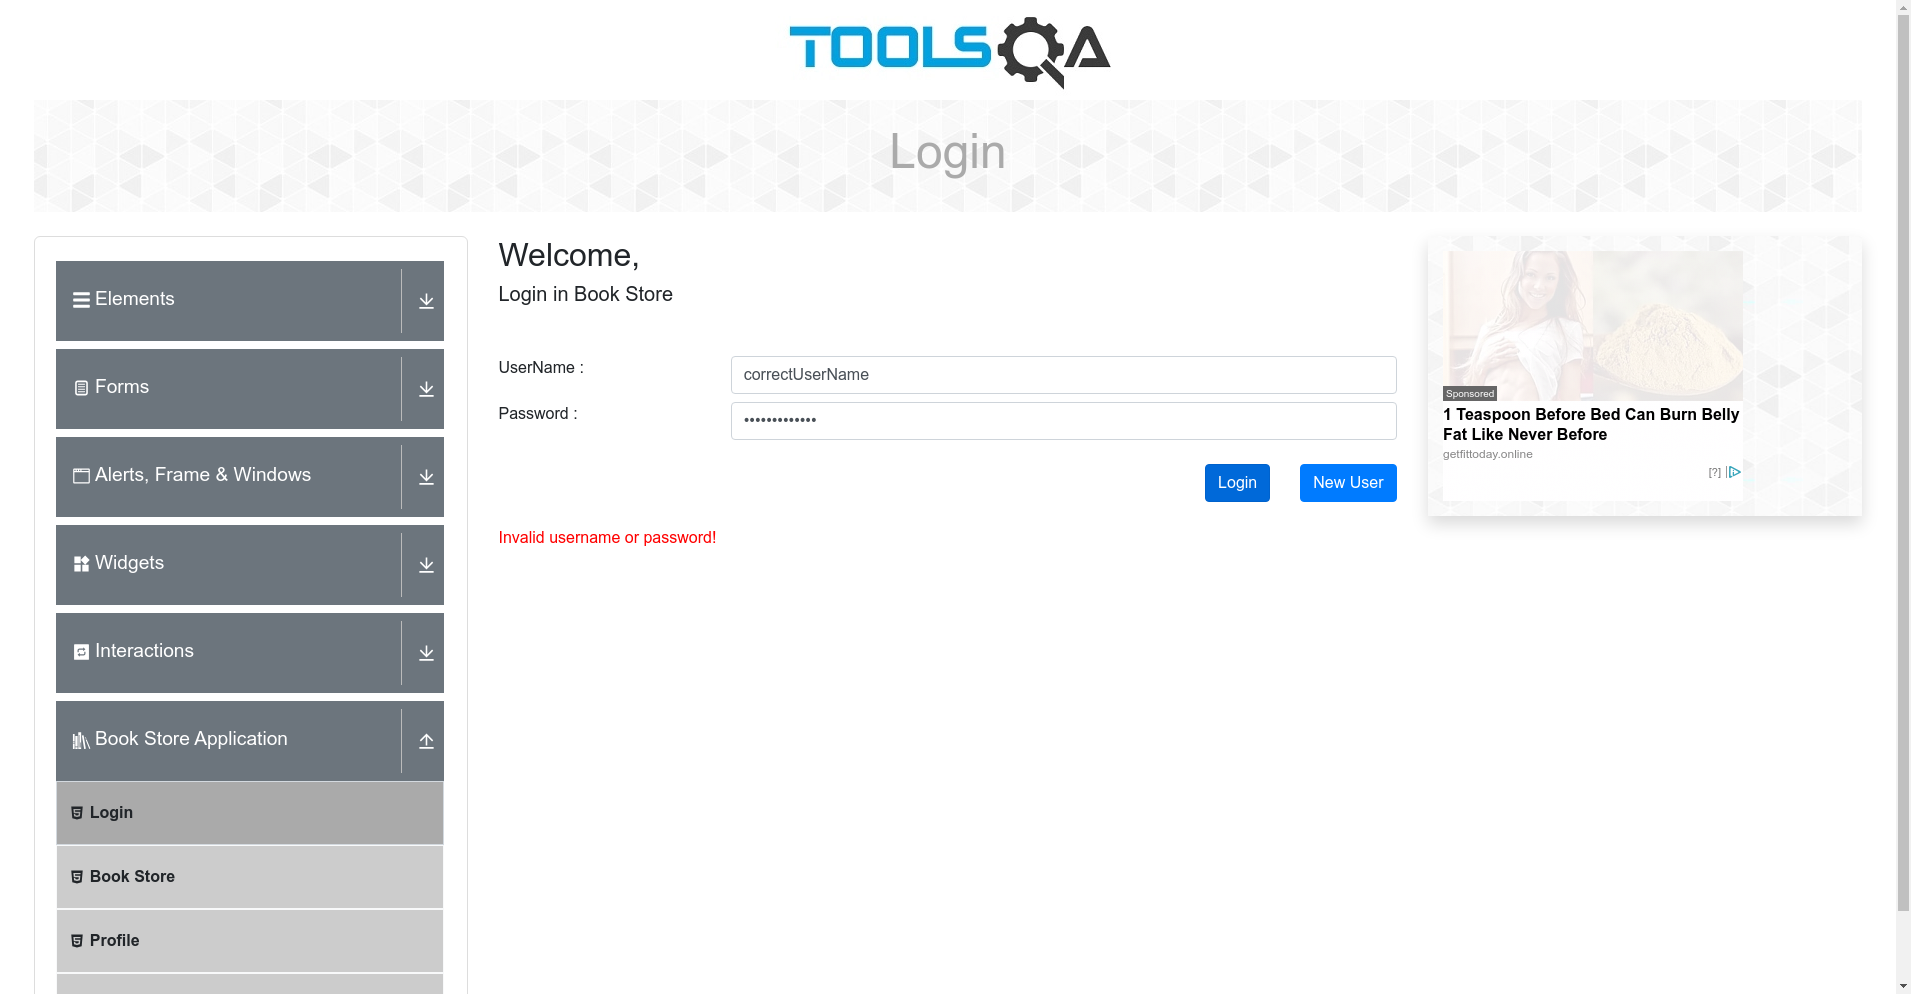 TOOLSQA
Login
Elements
Forms
Alerts, Frame & Windows
Widgets
Interactions
Book Store Application
Login
Book Store
Profile
Welcome,
Login in Book Store
UserName :
correctUserName
Password :
•••••••••••••
Login
New User
Invalid username or password!
Sponsored
1 Teaspoon Before Bed Can Burn Belly
Fat Like Never Before
getfittoday.online
[?]